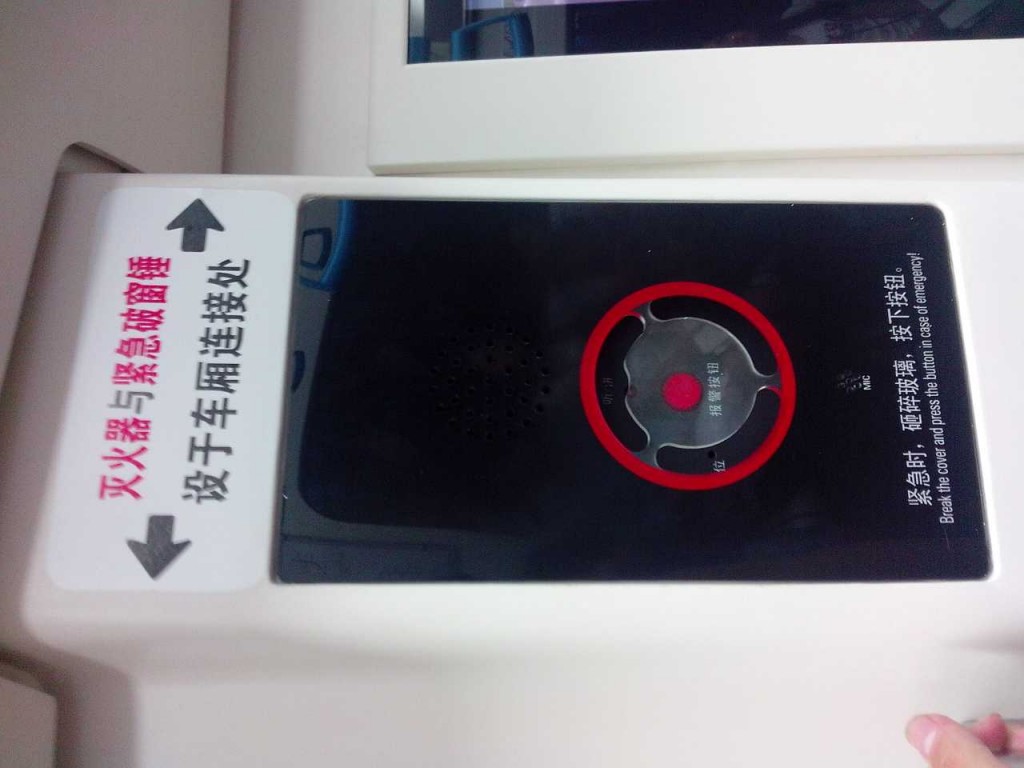 灭火器与紧急破窗锤
设于车厢连接处
报警按钮
位
MIC
紧急时，砸碎玻璃，按下按钮。
Break the cover and press the button in case of emergency!